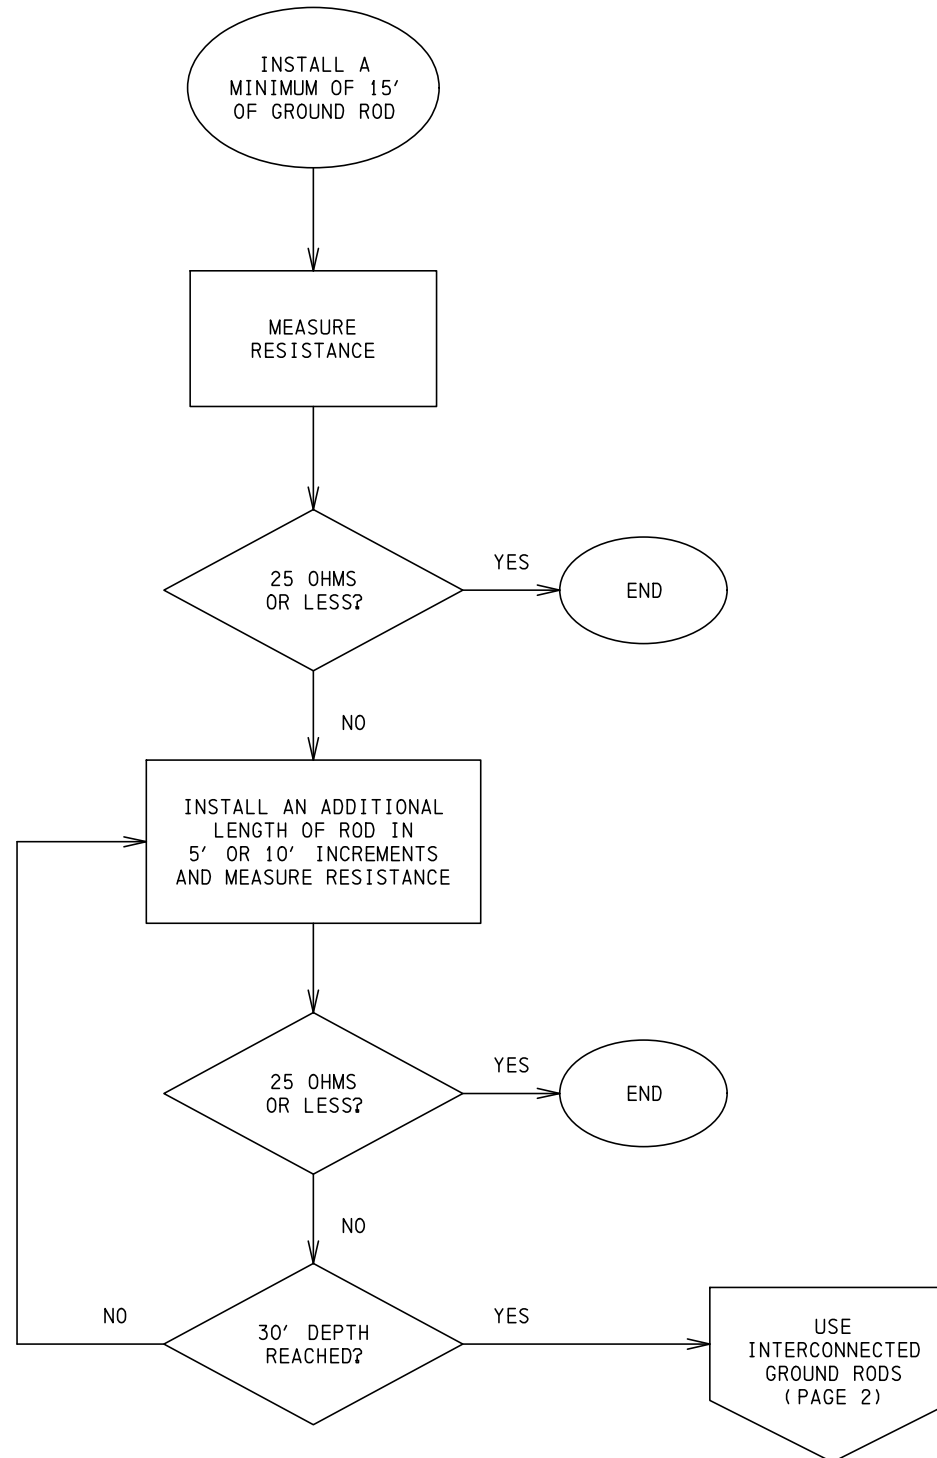 INSTALL A
MINIMUM OF 15'
OF GROUND ROD
MEASURE
RESISTANCE
25 OHMS
OR LESS?
YES
END
NO
INSTALL AN ADDITIONAL
LENGTH OF ROD IN
5' OR 10' INCREMENTS
AND MEASURE RESISTANCE
25 OHMS
OR LESS?
YES
END
NO
30' DEPTH
REACHED?
NO
YES
USE
INTERCONNECTED
GROUND RODS
(PAGE 2)